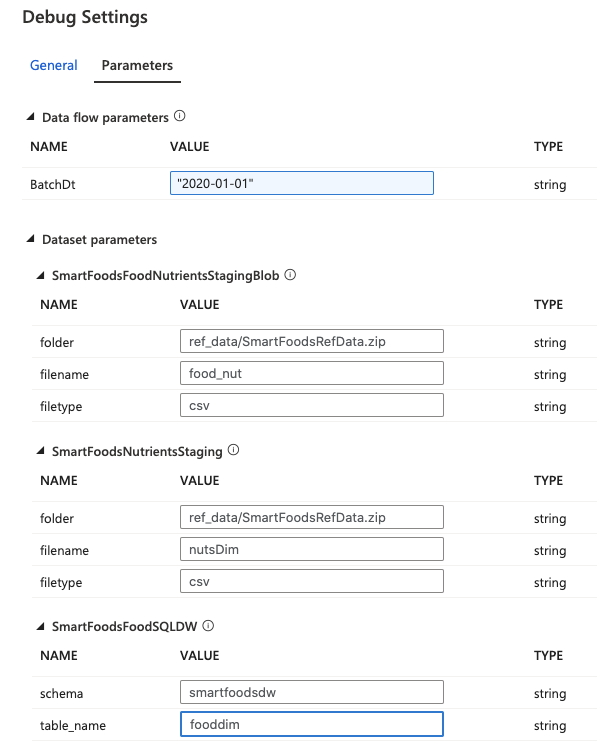 Debug Settings
General Parameters
Data flow parameters
NAME VALUE TYPE
BatchDt "2020-01-01" string
Dataset parameters
SmartFoodsFoodNutrientsStagingBlob
NAME VALUE TYPE
folder ref_data/SmartFoodsRefData.zip string
filename food_nut string
filetype csv string
SmartFoodsNutrientsStaging
NAME VALUE TYPE
folder ref_data/SmartFoodsRefData.zip string
filename nutsDim string
filetype csv string
SmartFoodsFoodSQLDW
NAME VALUE TYPE
schema smartfoodsdw string
table_name fooddim string